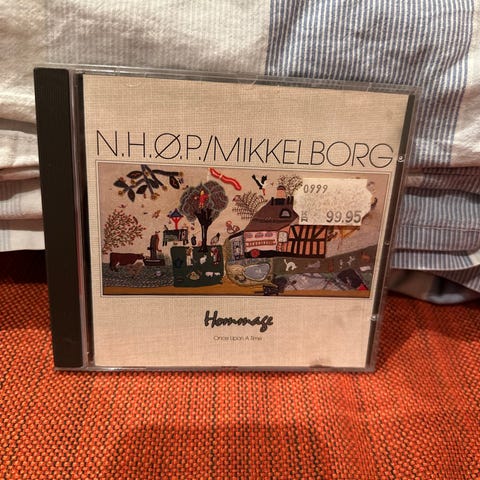 N.H.Ø.P./MIKKELBORG
0999
99.95
Hommage
Once Upon A Time